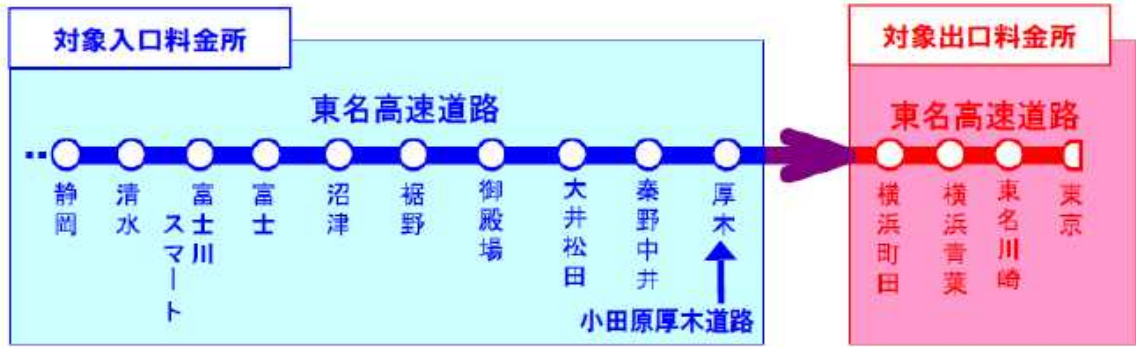 対象入口料金所
対象出口料金所
東名高速道路
東名高速道路
静岡
清水
富士川
スマート
富士
沼津
裾野
御殿場
大井松田
秦野中井
厚木
横浜町田
横浜青葉
東名川崎
東京
小田原厚木道路